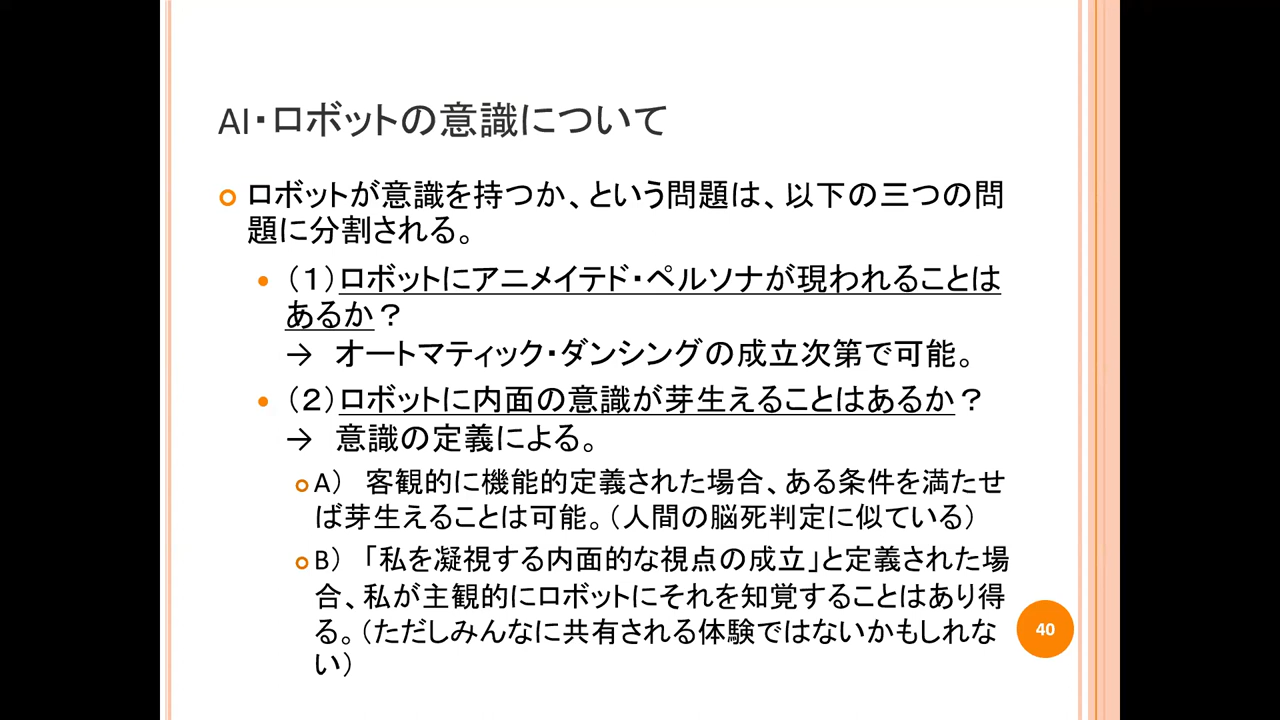 AI・ロボットの意識について
ロボットが意識を持つか、という問題は、以下の三つの問
題に分割される。
（１）ロボットにアニメイテド・ペルソナが現われることは
あるか？
→ オートマティック・ダンシングの成立次第で可能。
（２）ロボットに内面の意識が芽生えることはあるか？
→ 意識の定義による。
A） 客観的に機能的定義された場合、ある条件を満たせ
ば芽生えることは可能。（人間の脳死判定に似ている）
B） 「私を凝視する内面的な視点の成立」と定義された場
合、私が主観的にロボットにそれを知覚することはあり得
る。（ただしみんなに共有される体験ではないかもしれな
い）
40